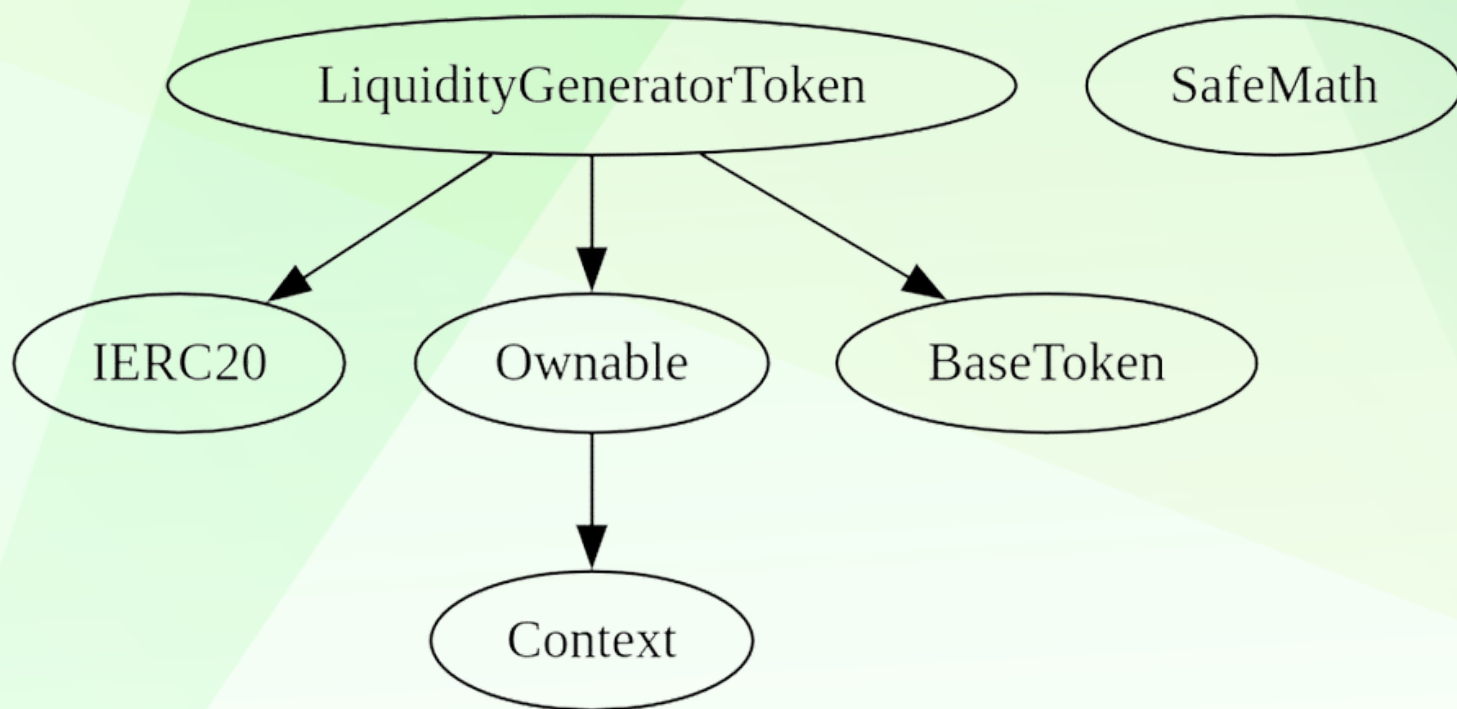 LiquidityGeneratorToken
SafeMath
IERC20
Ownable
BaseToken
Context